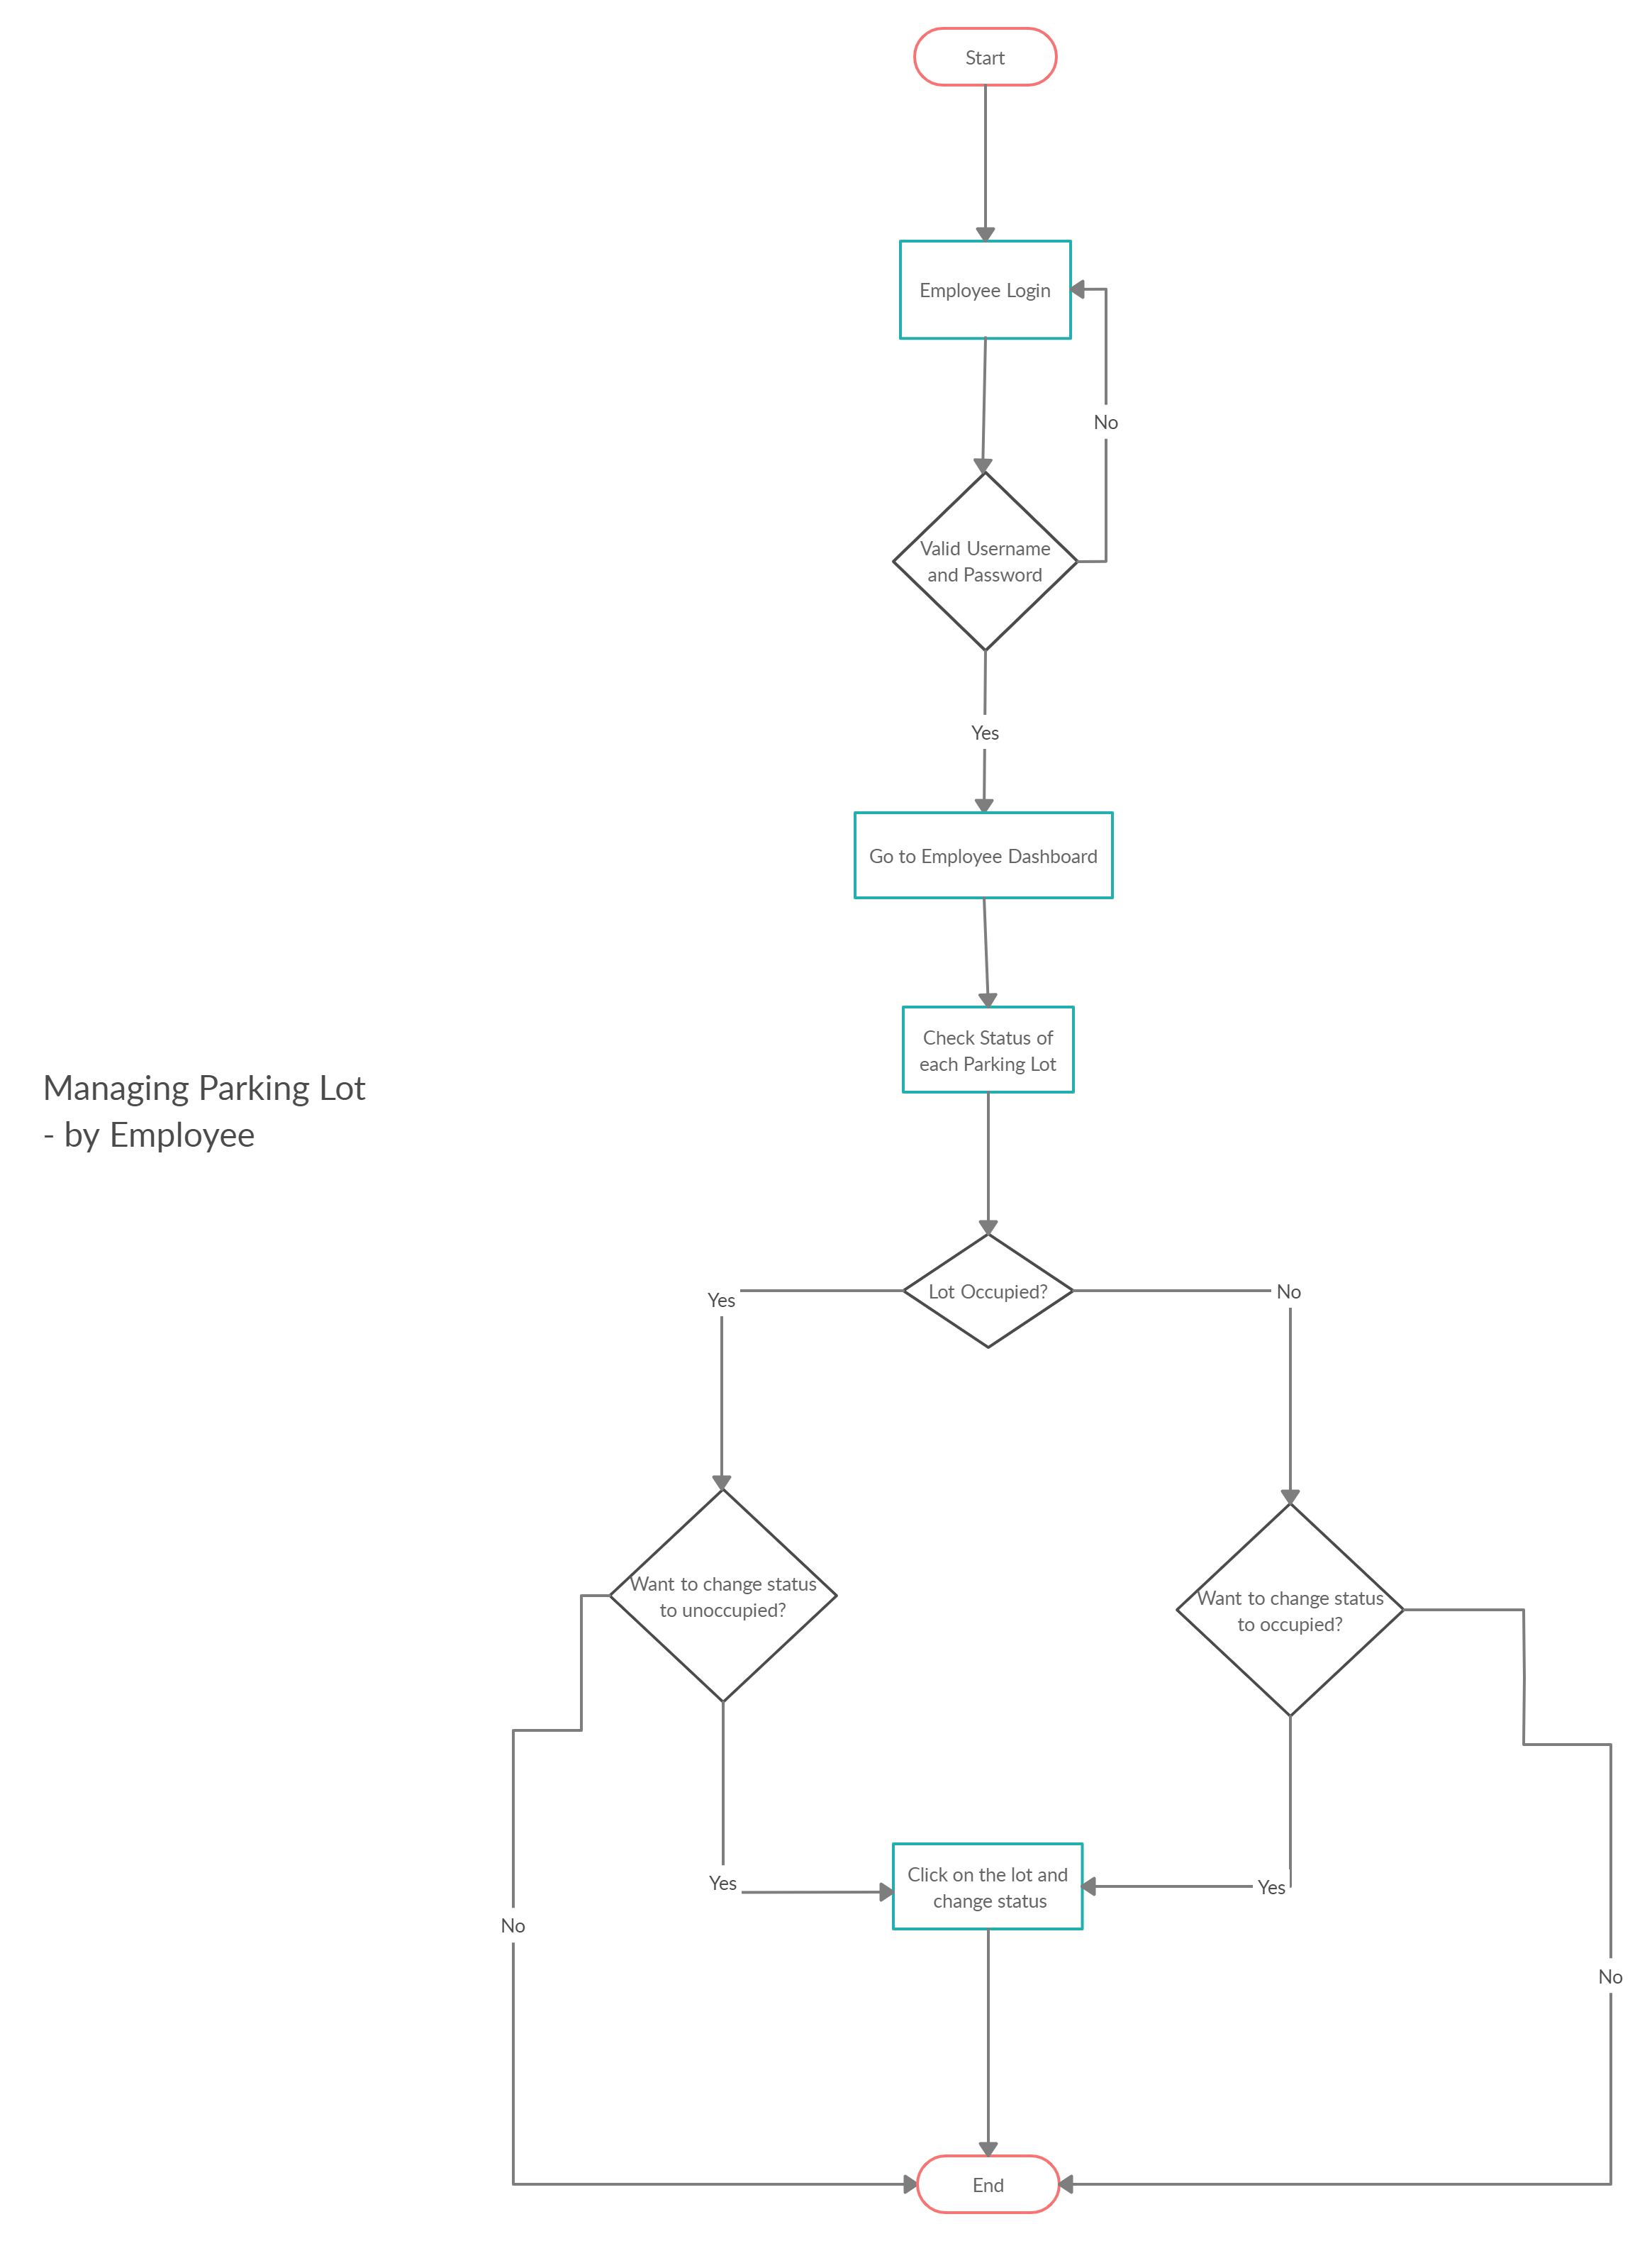 Start
Employee Login
No
Valid Username
and Password
Yes
Go to Employee Dashboard
Check Status of
each Parking Lot
Managing Parking Lot
- by Employee
Lot Occupied?
Yes
No
Want to change status
to unoccupied?
Want to change status
to occupied?
Yes
Click on the lot and
change status
Yes
No
No
End